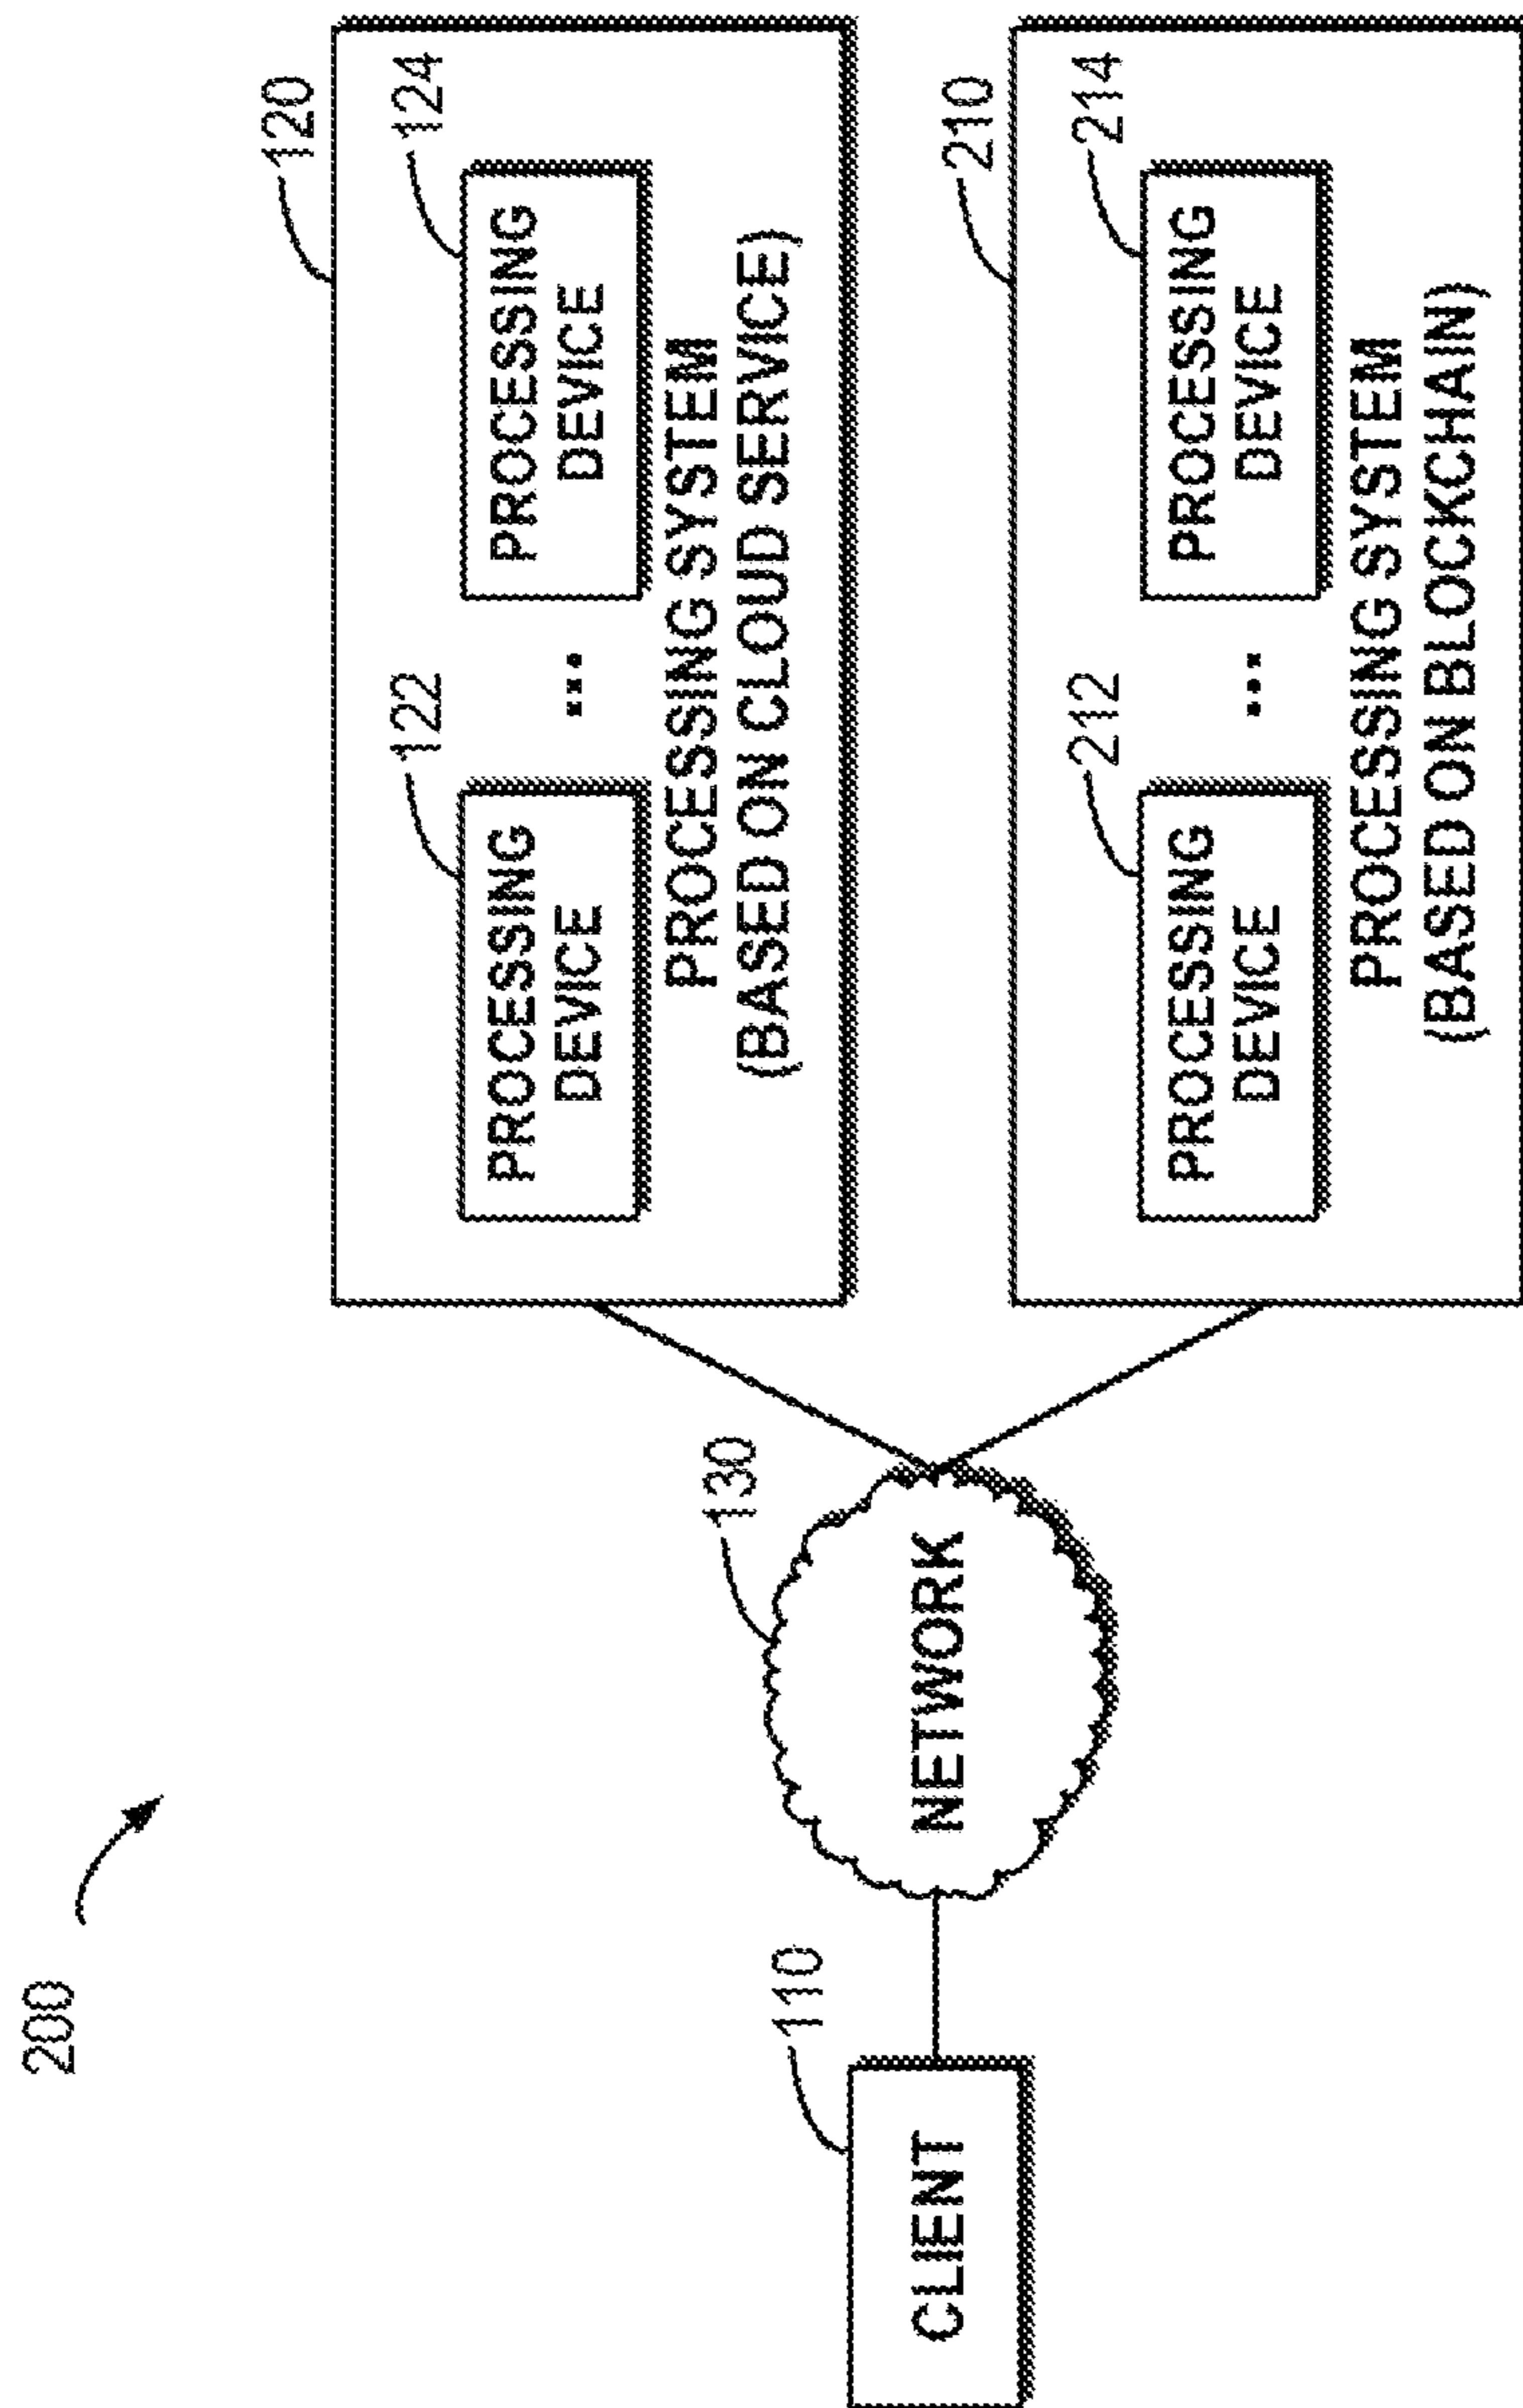 200
120
122
124
PROCESSING
DEVICE
...
PROCESSING
DEVICE
PROCESSING SYSTEM
(BASED ON CLOUD SERVICE)
110
CLIENT
130
NETWORK
210
212
214
PROCESSING
DEVICE
...
PROCESSING
DEVICE
PROCESSING SYSTEM
(BASED ON BLOCKCHAIN)